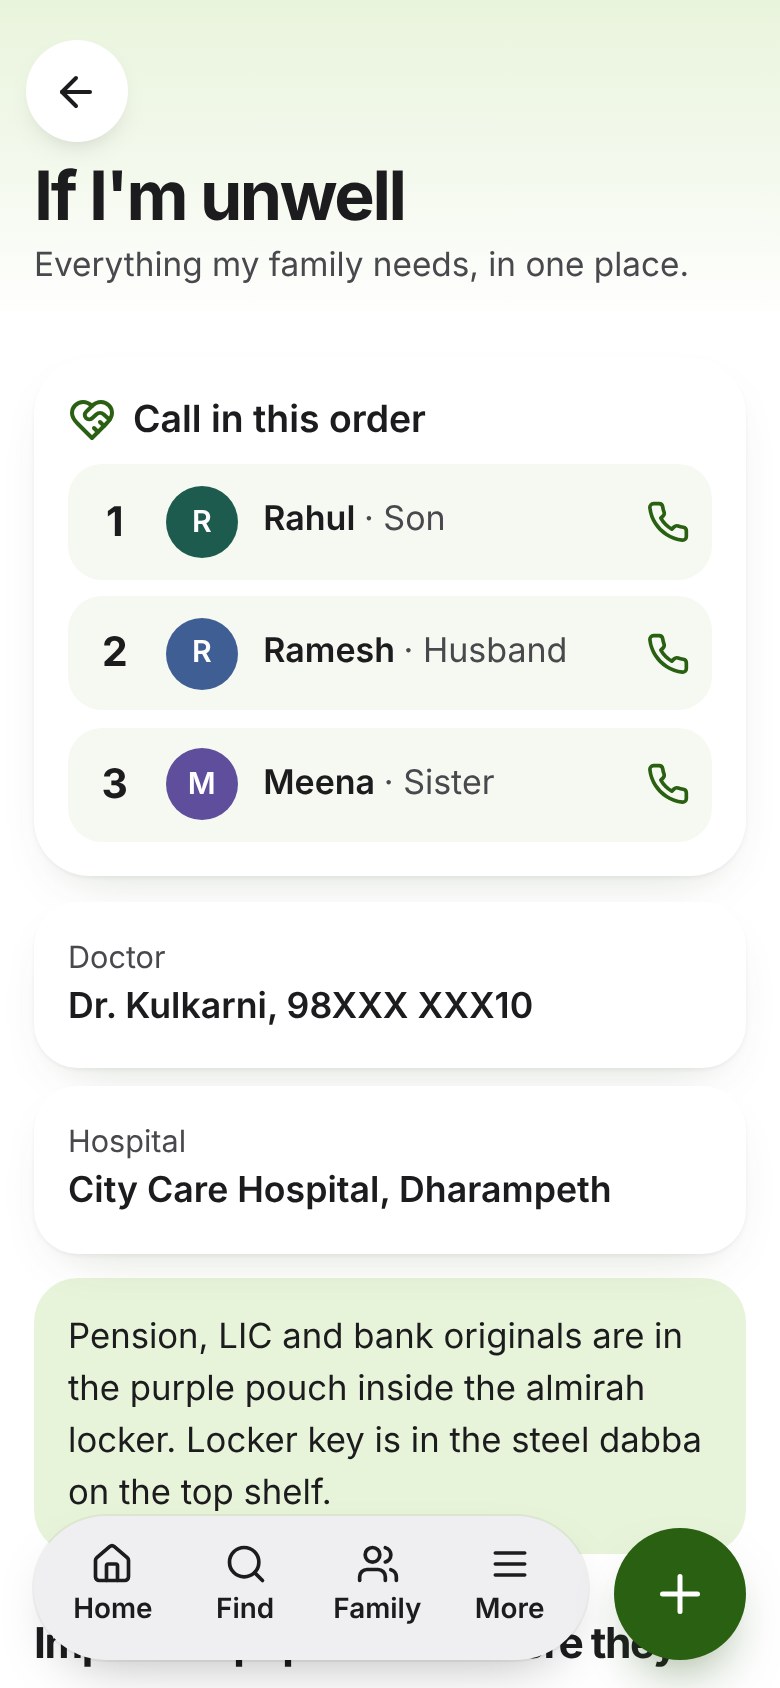 If I'm unwell
Everything my family needs, in one place.
Call in this order
1 R Rahul · Son
2 R Ramesh · Husband
3 M Meena · Sister
Doctor
Dr. Kulkarni, 98XXX XXX10
Hospital
City Care Hospital, Dharampeth
Pension, LIC and bank originals are in
the purple pouch inside the almirah
locker. Locker key is in the steel dabba
on the top shelf.
Home Find Family More